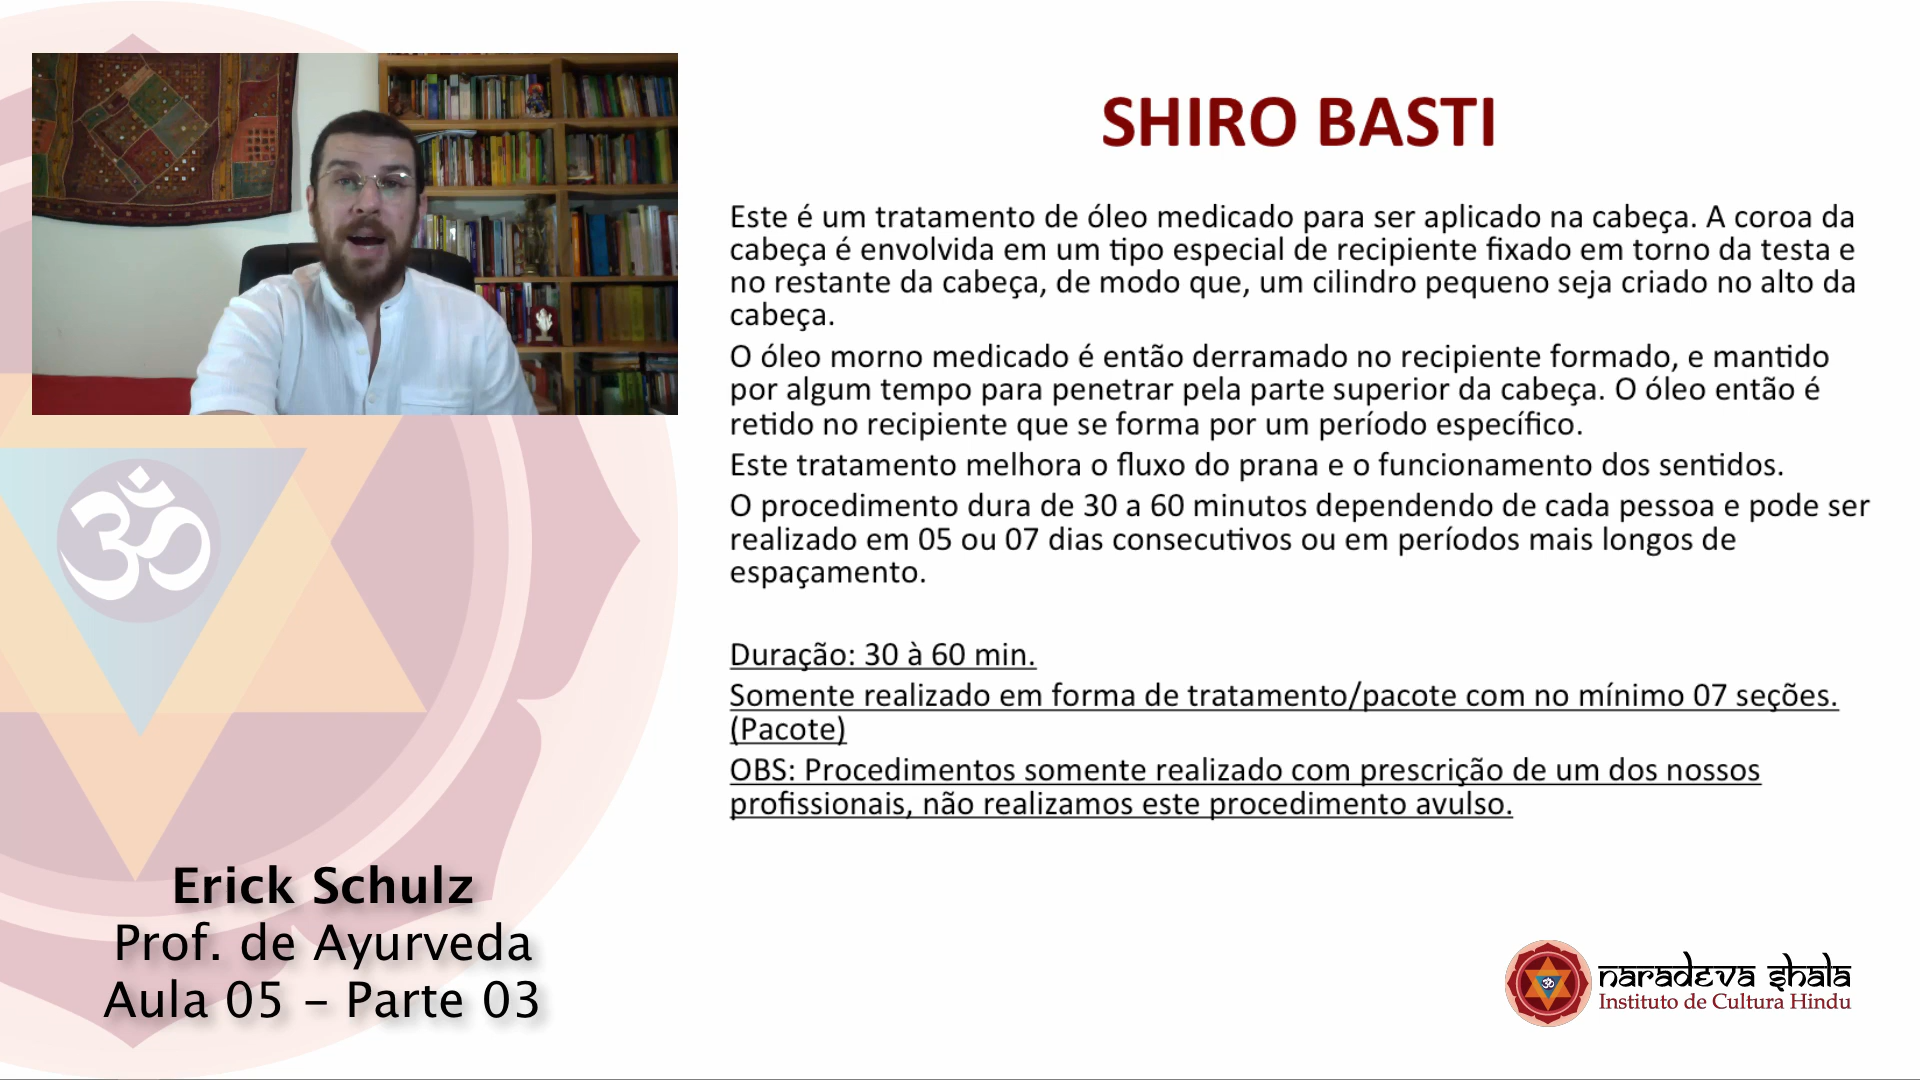 SHIRO BASTI
Este é um tratamento de óleo medicado para ser aplicado na cabeça. A coroa da
cabeça é envolvida em um tipo especial de recipiente fixado em torno da testa e
no restante da cabeça, de modo que, um cilindro pequeno seja criado no alto da
cabeça.
O óleo morno medicado é então derramado no recipiente formado, e mantido
por algum tempo para penetrar pela parte superior da cabeça. O óleo então é
retido no recipiente que se forma por um período específico.
Este tratamento melhora o fluxo do prana e o funcionamento dos sentidos.
O procedimento dura de 30 a 60 minutos dependendo de cada pessoa e pode ser
realizado em 05 ou 07 dias consecutivos ou em períodos mais longos de
espaçamento.
Duração: 30 à 60 min.
Somente realizado em forma de tratamento/pacote com no mínimo 07 seções.
(Pacote)
OBS: Procedimentos somente realizado com prescrição de um dos nossos
profissionais, não realizamos este procedimento avulso.
ॐ
Erick Schulz
Prof. de Ayurveda
Aula 05 – Parte 03
ॐ
naradeva shala
Instituto de Cultura Hindu